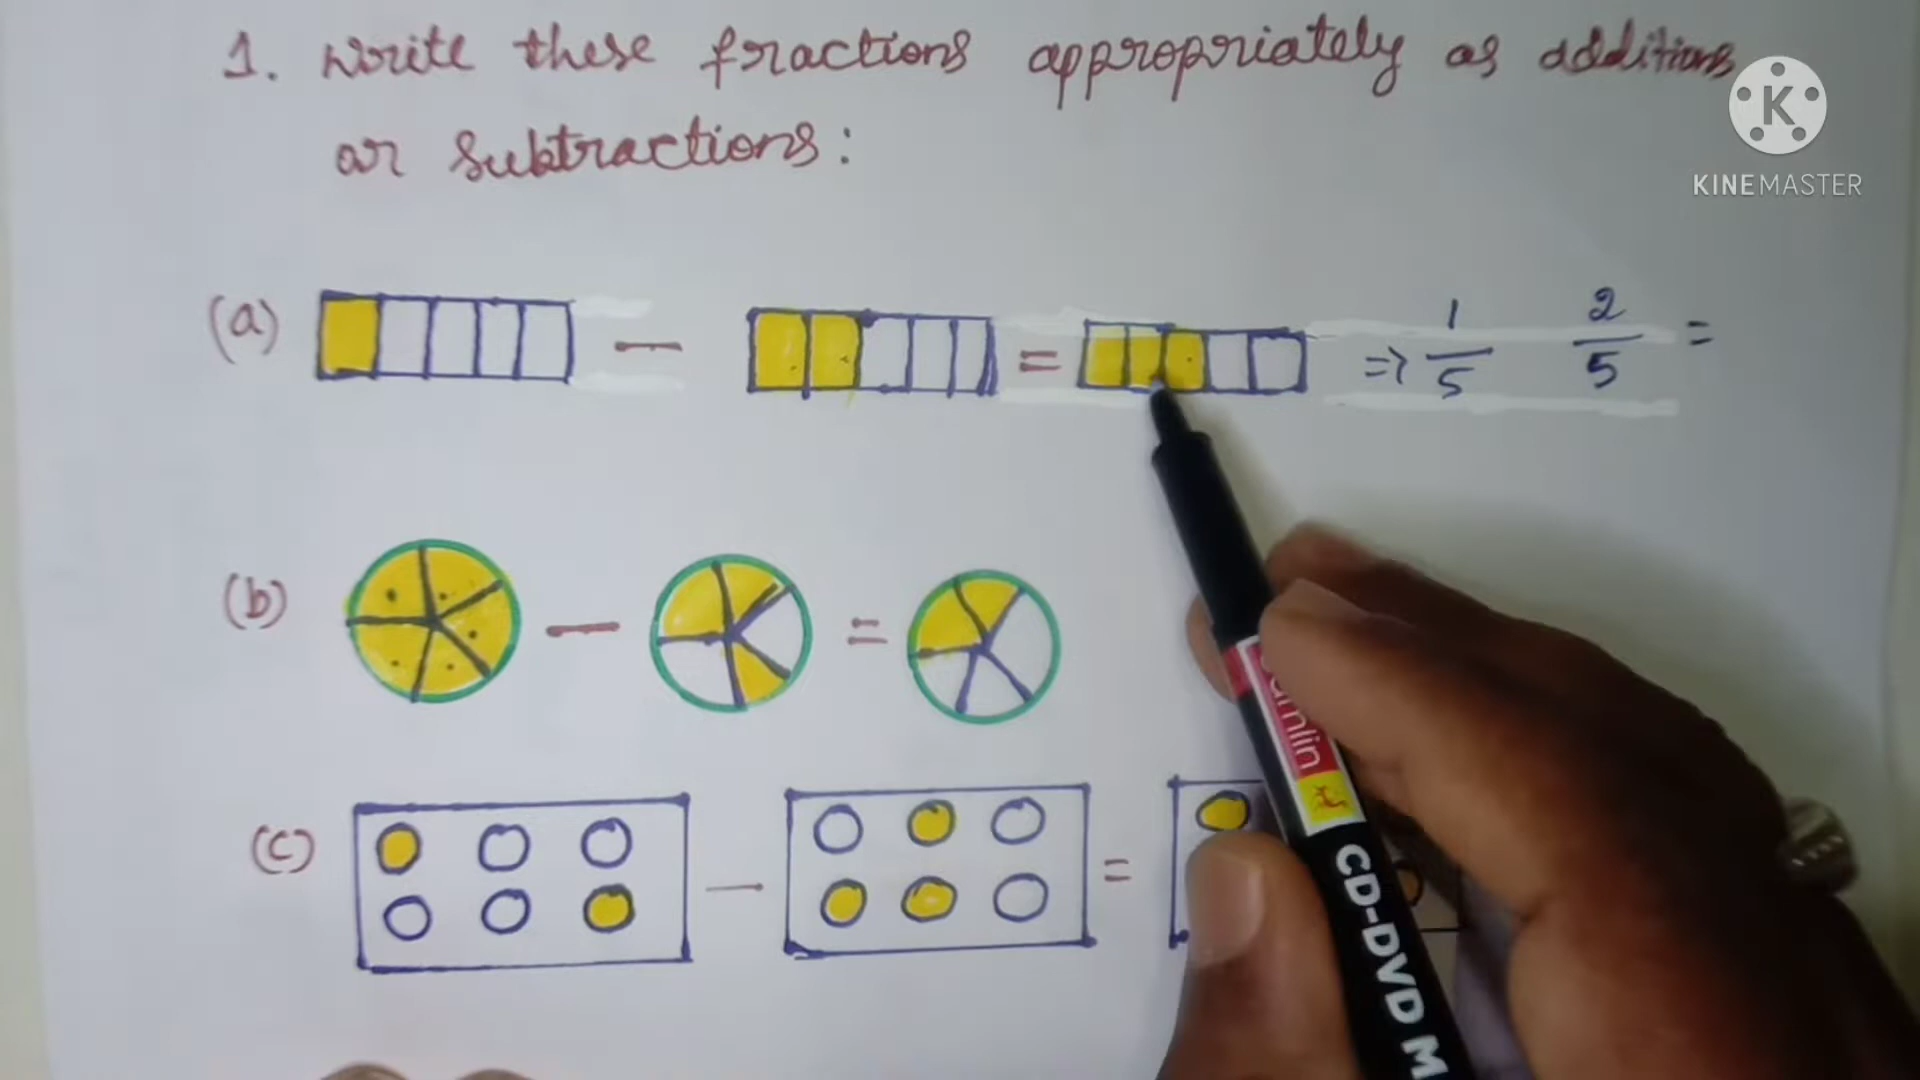 1. Write these fractions appropriately as additions
or subtractions:
KINEMASTER
(a) — = => 1/5 2/5 =
(b) — =
(c) — =
CD-DVD M